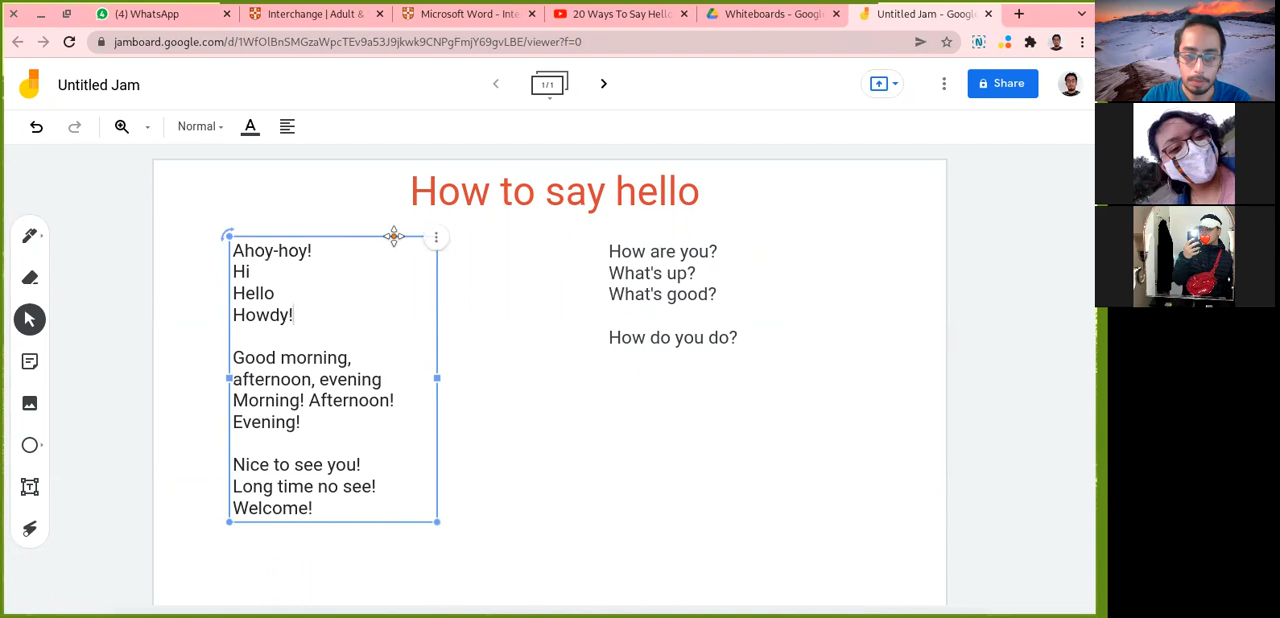 (4) WhatsApp
Interchange | Adult &
Microsoft Word - Inte
20 Ways To Say Hello
Whiteboards - Google
Untitled Jam - Google
jamboard.google.com/d/1WfOlBnSMGzaWpcTEv9a53J9jkwk9CNPgFmjY69gvLBE/viewer?f=0
Untitled Jam
1/1
Share
Normal
A
How to say hello
Ahoy-hoy!
Hi
Hello
Howdy!
Good morning,
afternoon, evening
Morning! Afternoon!
Evening!
Nice to see you!
Long time no see!
Welcome!
How are you?
What's up?
What's good?
How do you do?